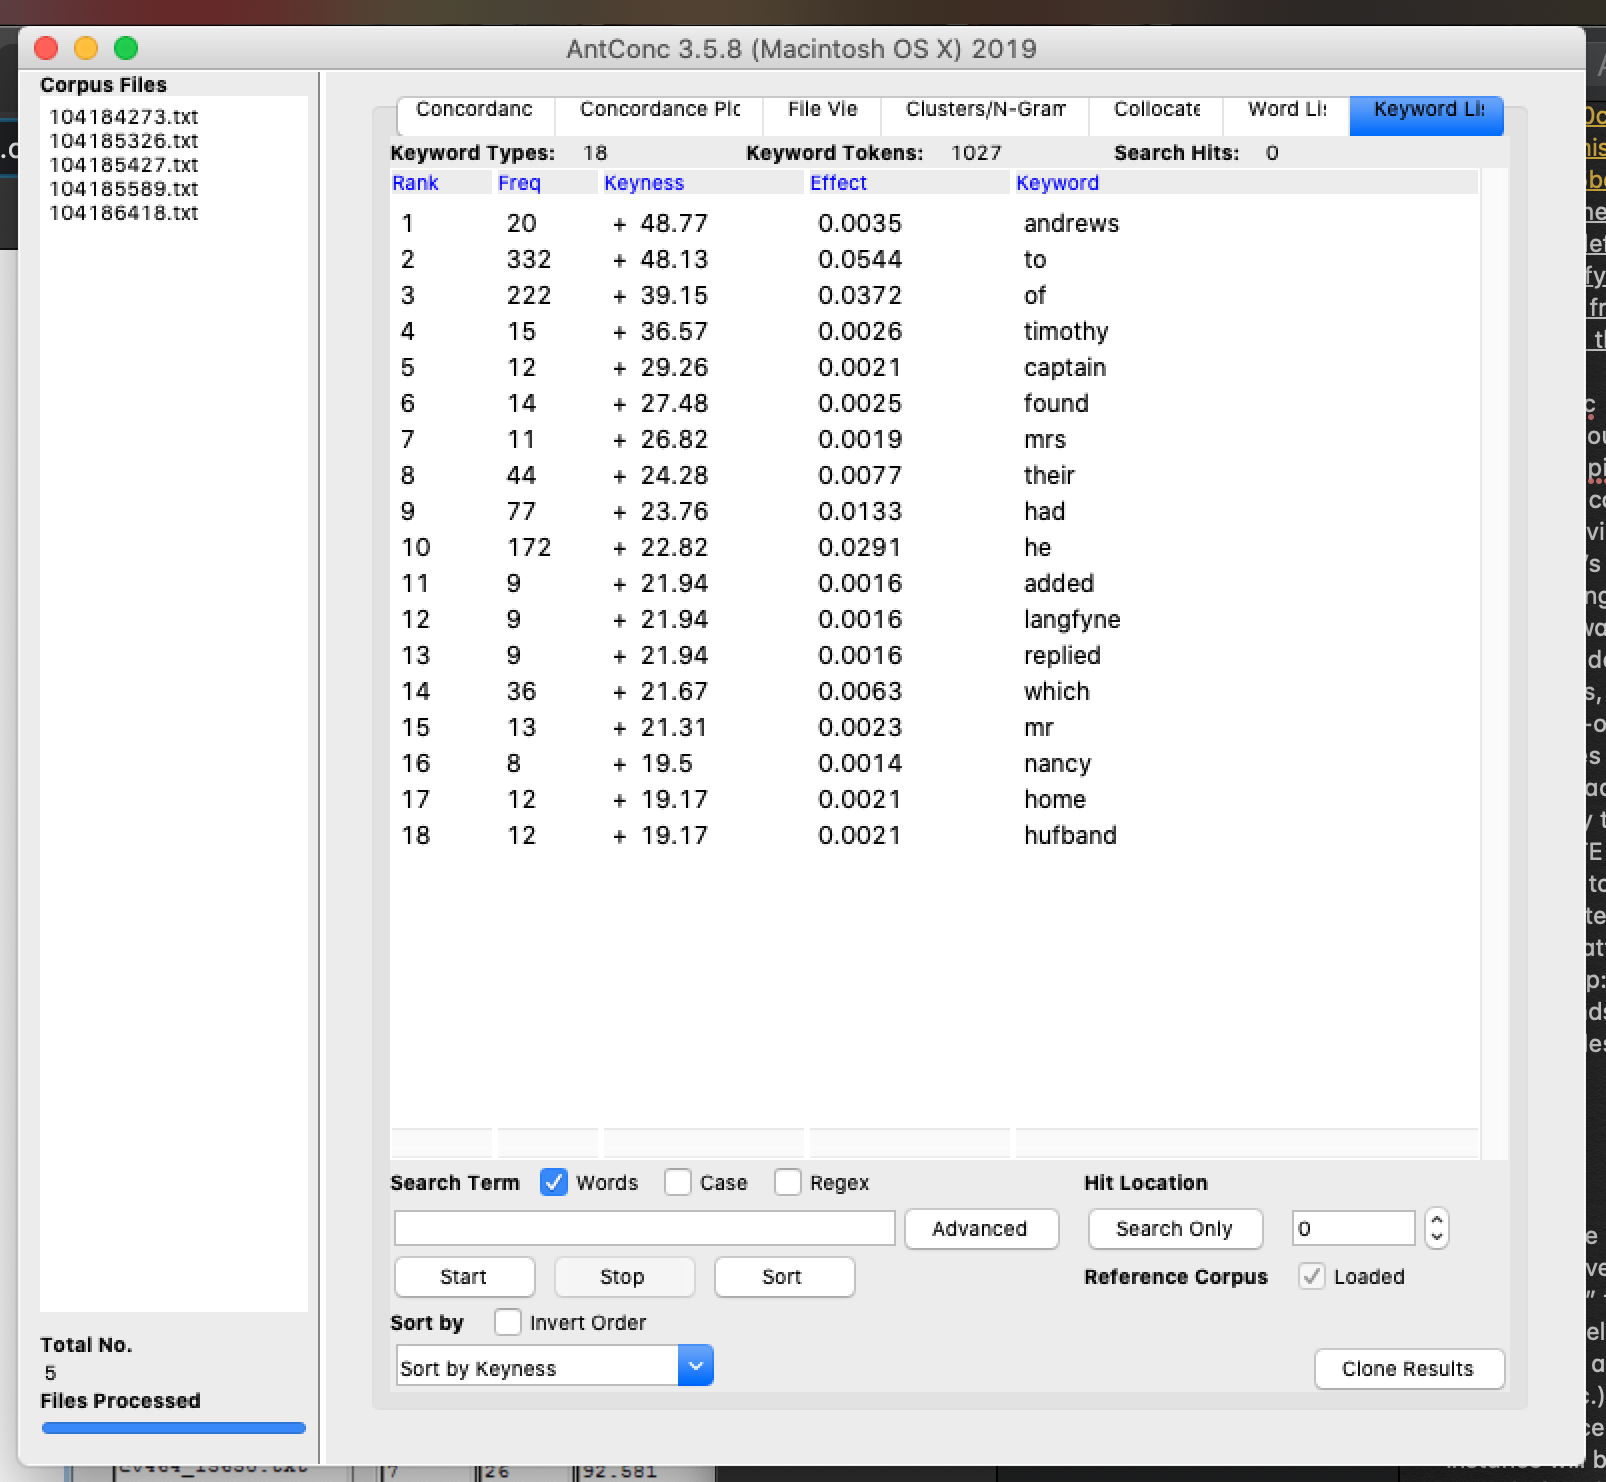 AntConc 3.5.8 (Macintosh OS X) 2019
Corpus Files
104184273.txt
104185326.txt
104185427.txt
104185589.txt
104186418.txt
Total No.
5
Files Processed
Concordanc Concordance Plc File Vie Clusters/N-Gram Collocate Word Li: Keyword Li:
Keyword Types: 18 Keyword Tokens: 1027 Search Hits: 0
Rank Freq Keyness Effect Keyword
1 20 + 48.77 0.0035 andrews
2 332 + 48.13 0.0544 to
3 222 + 39.15 0.0372 of
4 15 + 36.57 0.0026 timothy
5 12 + 29.26 0.0021 captain
6 14 + 27.48 0.0025 found
7 11 + 26.82 0.0019 mrs
8 44 + 24.28 0.0077 their
9 77 + 23.76 0.0133 had
10 172 + 22.82 0.0291 he
11 9 + 21.94 0.0016 added
12 9 + 21.94 0.0016 langfyne
13 9 + 21.94 0.0016 replied
14 36 + 21.67 0.0063 which
15 13 + 21.31 0.0023 mr
16 8 + 19.5 0.0014 nancy
17 12 + 19.17 0.0021 home
18 12 + 19.17 0.0021 hufband
Search Term Words Case Regex Hit Location
Advanced Search Only 0
Start Stop Sort Reference Corpus Loaded
Sort by Invert Order
Sort by Keyness Clone Results
7 26 92.581